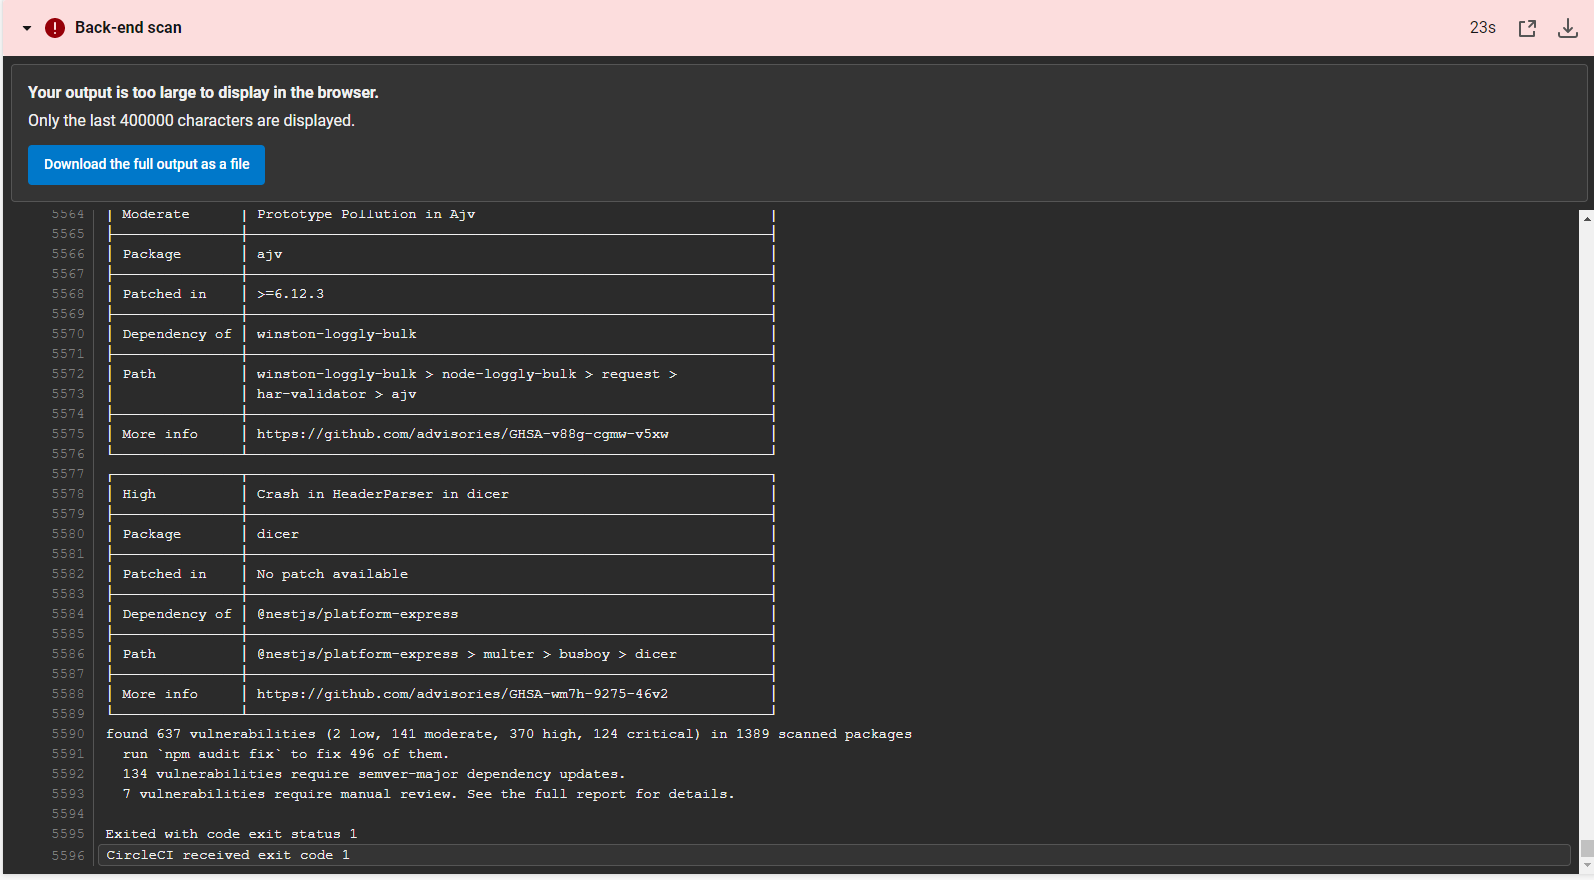 Back-end scan
23s
Your output is too large to display in the browser.
Only the last 400000 characters are displayed.
Download the full output as a file
5564 | Moderate | Prototype Pollution in Ajv |
5565
5566 | Package | ajv |
5567
5568 | Patched in | >=6.12.3 |
5569
5570 | Dependency of | winston-loggly-bulk |
5571
5572 | Path | winston-loggly-bulk > node-loggly-bulk > request > |
5573 | | har-validator > ajv |
5574
5575 | More info | https://github.com/advisories/GHSA-v88g-cgmw-v5xw |
5576
5577
5578 | High | Crash in HeaderParser in dicer |
5579
5580 | Package | dicer |
5581
5582 | Patched in | No patch available |
5583
5584 | Dependency of | @nestjs/platform-express |
5585
5586 | Path | @nestjs/platform-express > multer > busboy > dicer |
5587
5588 | More info | https://github.com/advisories/GHSA-wm7h-9275-46v2 |
5589
5590 found 637 vulnerabilities (2 low, 141 moderate, 370 high, 124 critical) in 1389 scanned packages
5591 run `npm audit fix` to fix 496 of them.
5592 134 vulnerabilities require semver-major dependency updates.
5593 7 vulnerabilities require manual review. See the full report for details.
5594
5595 Exited with code exit status 1
5596 CircleCI received exit code 1